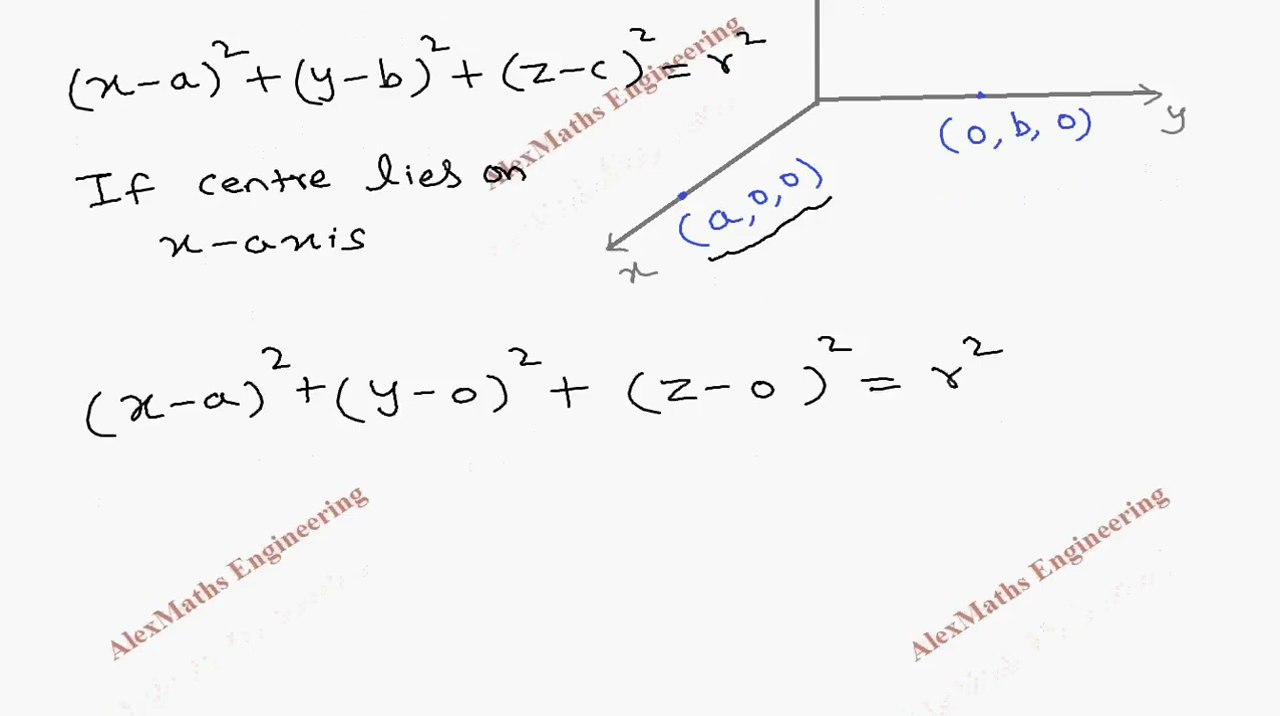 (x-a)² + (y-b)² + (z-c)² = r²
If centre lies on
x-axis
(0, b, 0)
y
(a, 0, 0)
x
(x-a)² + (y-0)² + (z-0)² = r²
AlexMaths Engineering
AlexMaths Engineering
AlexMaths Engineering